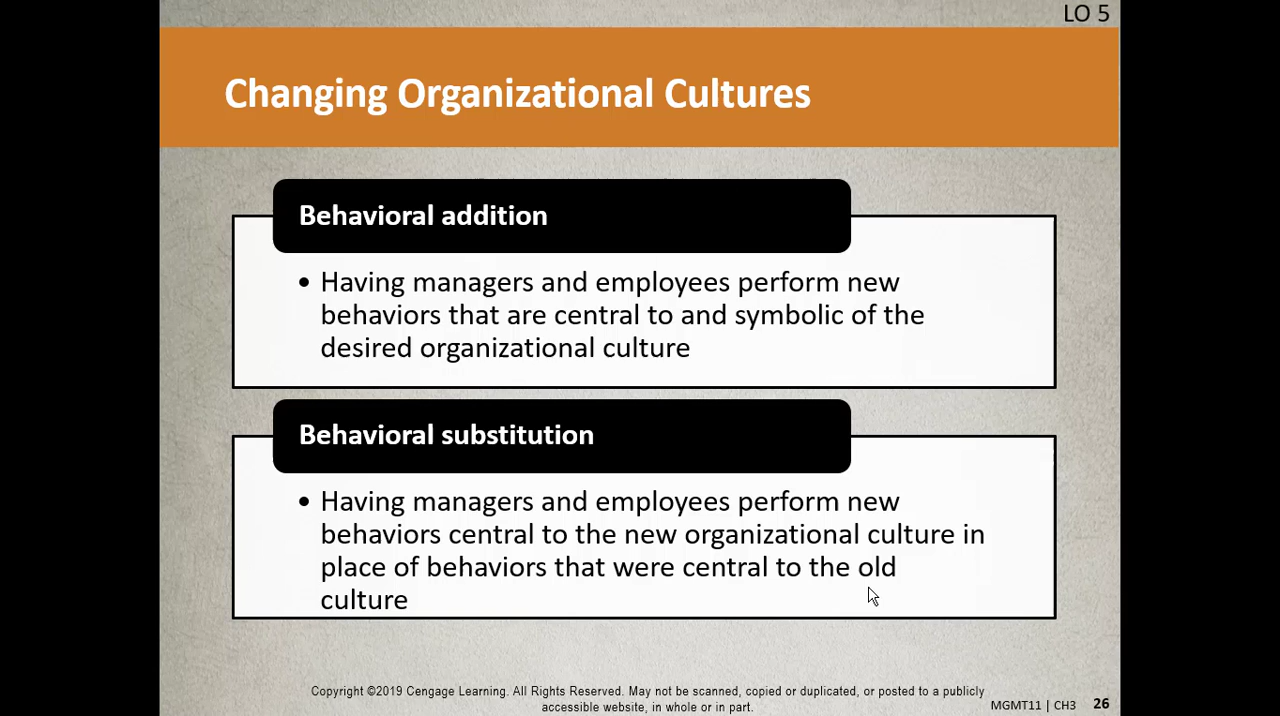 LO 5
Changing Organizational Cultures
Behavioral addition
• Having managers and employees perform new
behaviors that are central to and symbolic of the
desired organizational culture
Behavioral substitution
• Having managers and employees perform new
behaviors central to the new organizational culture in
place of behaviors that were central to the old
culture
Copyright ©2019 Cengage Learning. All Rights Reserved. May not be scanned, copied or duplicated, or posted to a publicly
accessible website, in whole or in part.
MGMT11 | CH3 26